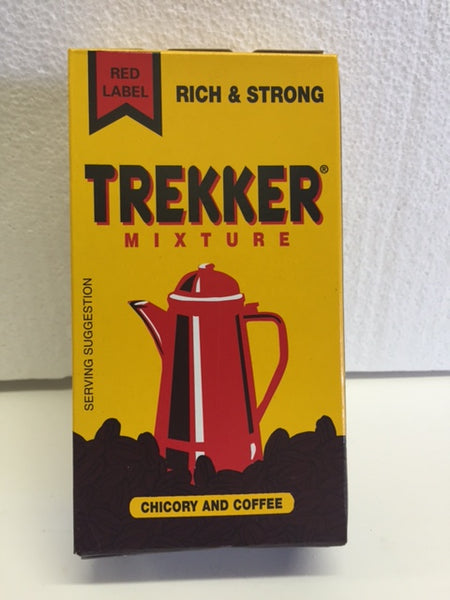 RED
LABEL
RICH & STRONG
TREKKER®
MIXTURE
SERVING SUGGESTION
CHICORY AND COFFEE